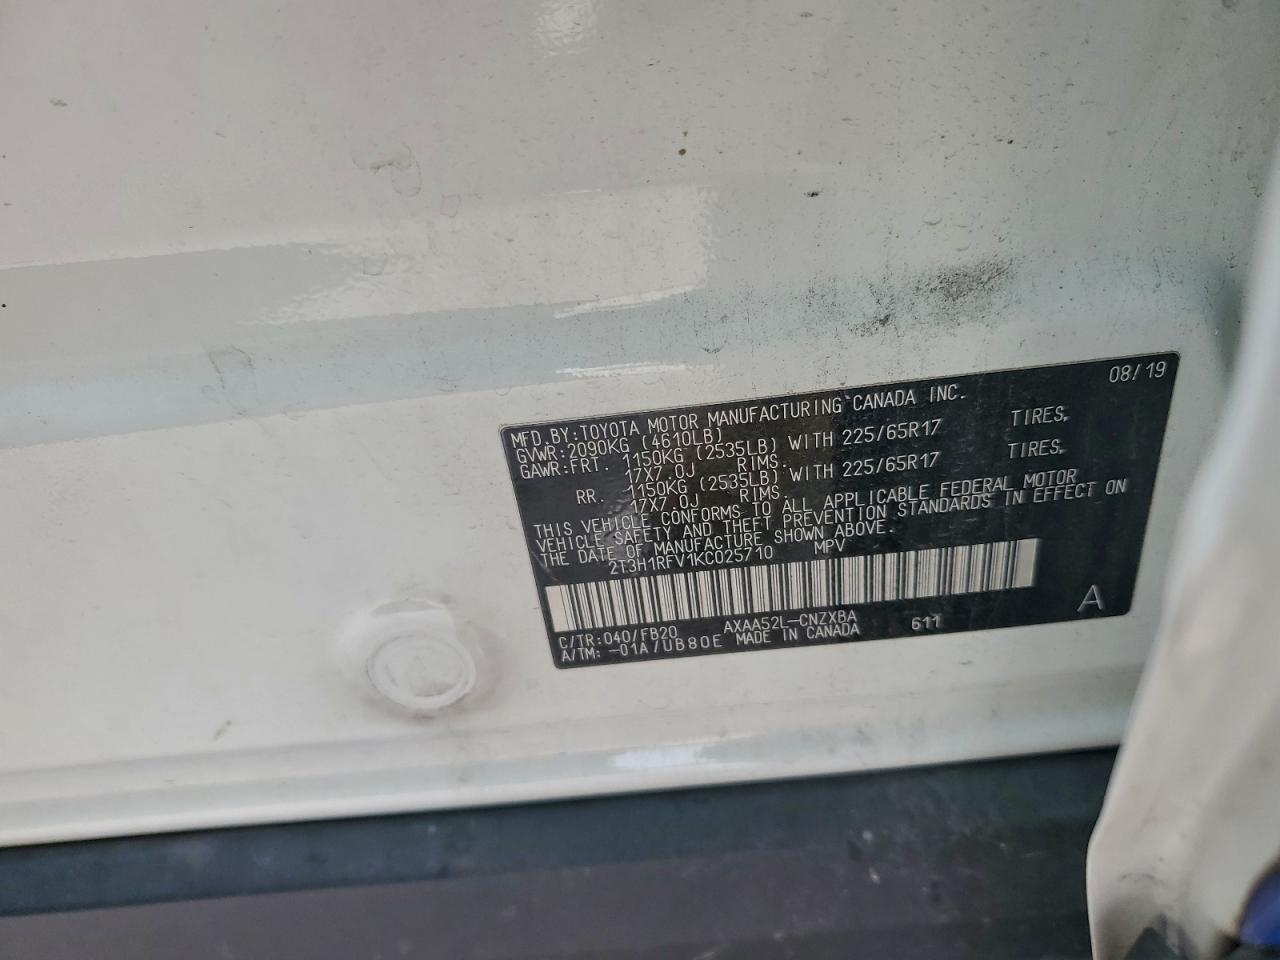 08/19
MFD.BY:TOYOTA MOTOR MANUFACTURING CANADA INC.
GVWR:2090KG (4610LB)
GAWR:FRT. 1150KG (2535LB) WITH 225/65R17 TIRES,
17X7.0J RIMS.
RR. 1150KG (2535LB) WITH 225/65R17 TIRES,
17X7.0J RIMS.
THIS VEHICLE CONFORMS TO ALL APPLICABLE FEDERAL MOTOR
VEHICLE SAFETY AND THEFT PREVENTION STANDARDS IN EFFECT ON
THE DATE OF MANUFACTURE SHOWN ABOVE.
2T3H1RFV1KC025710 MPV
C/TR:040/FB20 AXAA52L-CNZXBA 611
A/TM:-01A/UB80E MADE IN CANADA
A